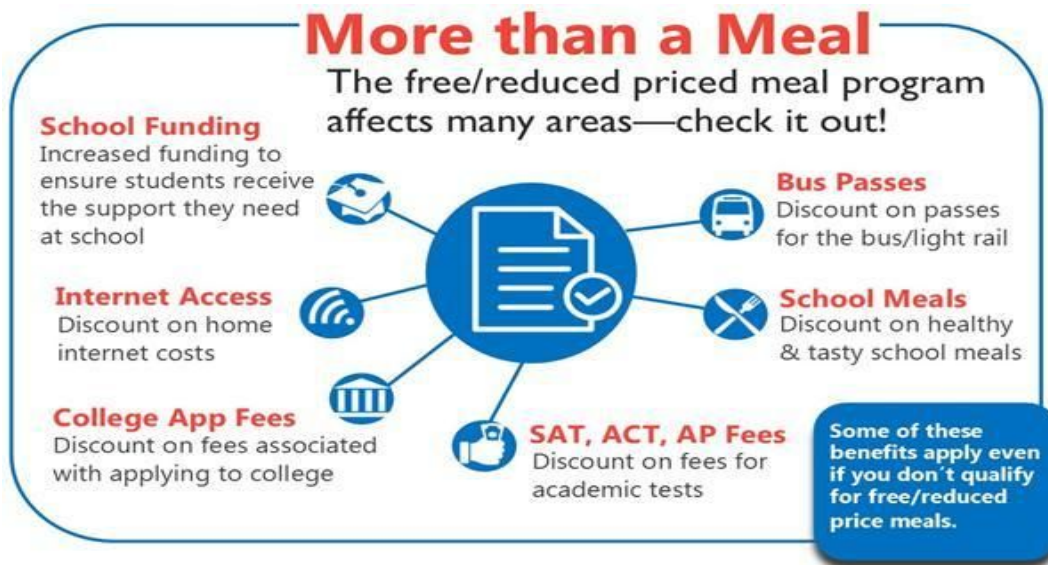 More than a Meal
The free/reduced priced meal program
affects many areas—check it out!
School Funding
Increased funding to
ensure students receive
the support they need
at school
Internet Access
Discount on home
internet costs
College App Fees
Discount on fees associated
with applying to college
SAT, ACT, AP Fees
Discount on fees for
academic tests
Bus Passes
Discount on passes
for the bus/light rail
School Meals
Discount on healthy
& tasty school meals
Some of these
benefits apply even
if you don´t qualify
for free/reduced
price meals.